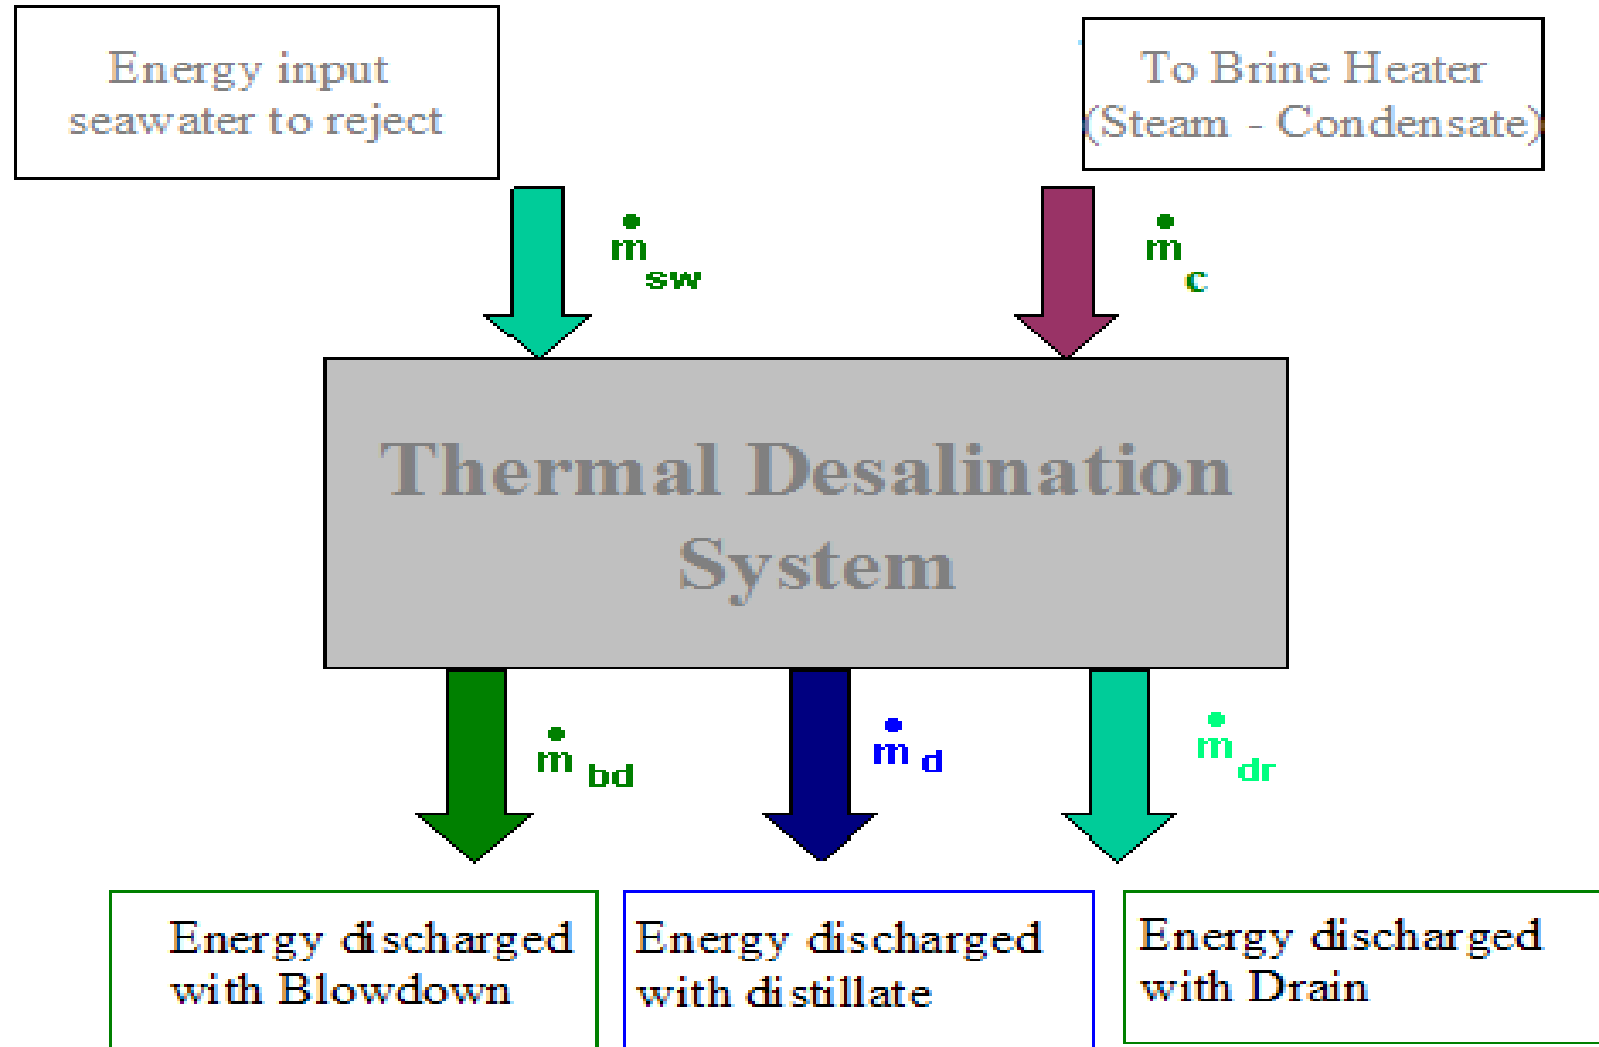 Energy input
seawater to reject
To Brine Heater
(Steam - Condensate)
ṁ sw
ṁ c
Thermal Desalination
System
ṁ bd
ṁ d
ṁ dr
Energy discharged
with Blowdown
Energy discharged
with distillate
Energy discharged
with Drain